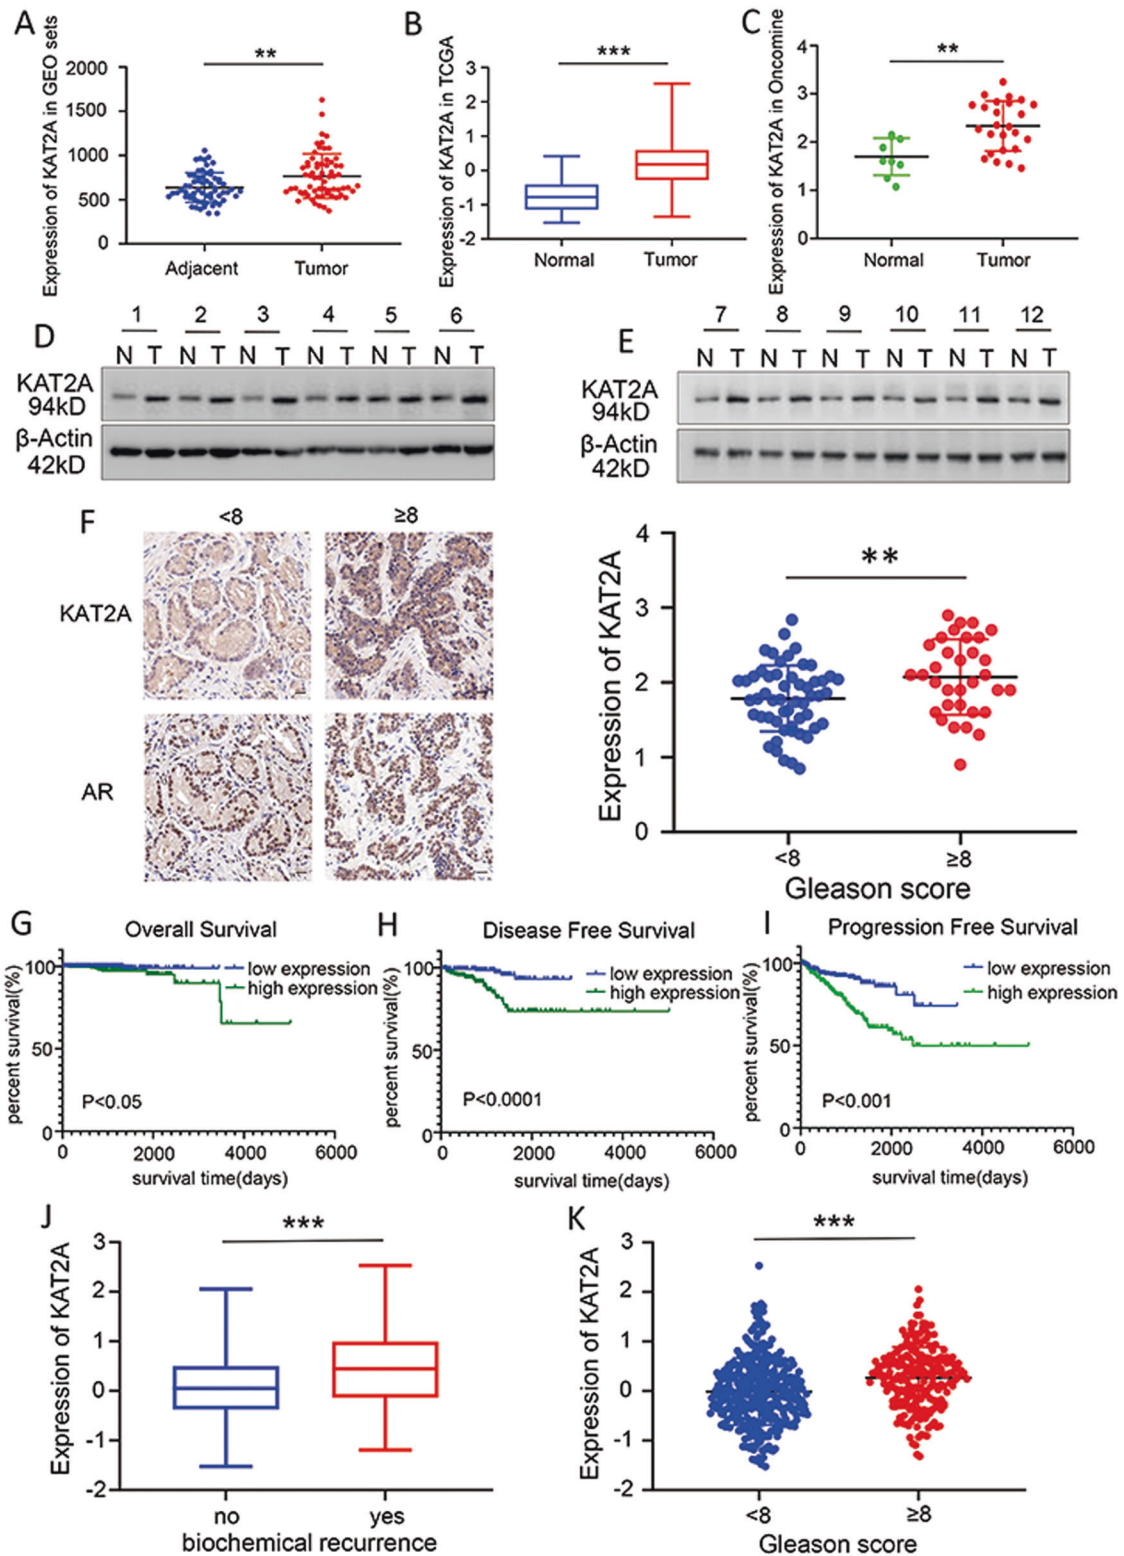 A
Expression of KAT2A in GEO sets
**
2000
1500
1000
500
0
Adjacent
Tumor
B
Expression of KAT2A in TCGA
***
3
2
1
0
-1
-2
Normal
Tumor
C
Expression of KAT2A in Oncomine
**
4
3
2
1
0
Normal
Tumor
D
1 2 3 4 5 6
N T N T N T N T N T N T
KAT2A
94kD
β-Actin
42kD
E
7 8 9 10 11 12
N T N T N T N T N T N T
KAT2A
94kD
β-Actin
42kD
F
<8 ≥8
KAT2A
AR
Expression of KAT2A
**
4
3
2
1
0
<8 ≥8
Gleason score
G
Overall Survival
percent survival(%)
100
50
0
low expression
high expression
P<0.05
0 2000 4000 6000
survival time(days)
H
Disease Free Survival
percent survival(%)
100
50
0
low expression
high expression
P<0.0001
0 2000 4000 6000
survival time(days)
I
Progression Free Survival
percent survival(%)
100
50
0
low expression
high expression
P<0.001
0 2000 4000 6000
survival time(days)
J
Expression of KAT2A
***
3
2
1
0
-1
-2
no yes
biochemical recurrence
K
Expression of KAT2A
***
3
2
1
0
-1
-2
<8 ≥8
Gleason score